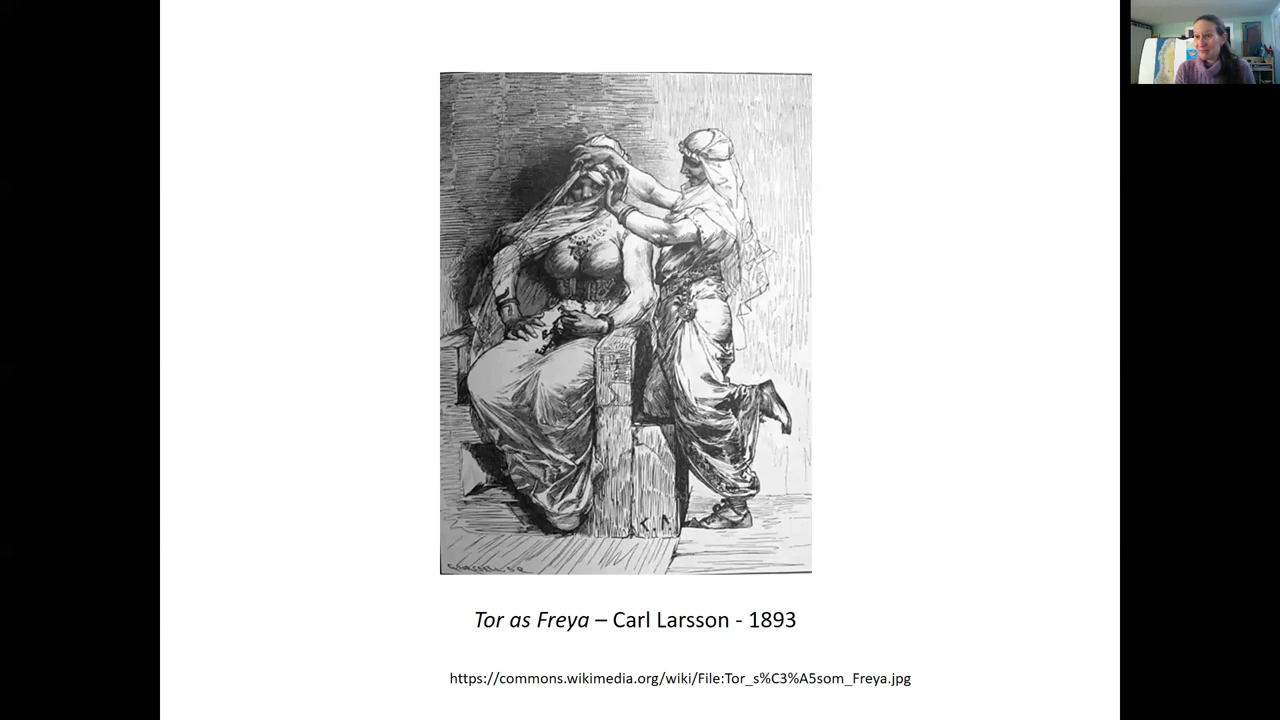 C. L.
Tor as Freya – Carl Larsson - 1893
https://commons.wikimedia.org/wiki/File:Tor_s%C3%A5som_Freya.jpg